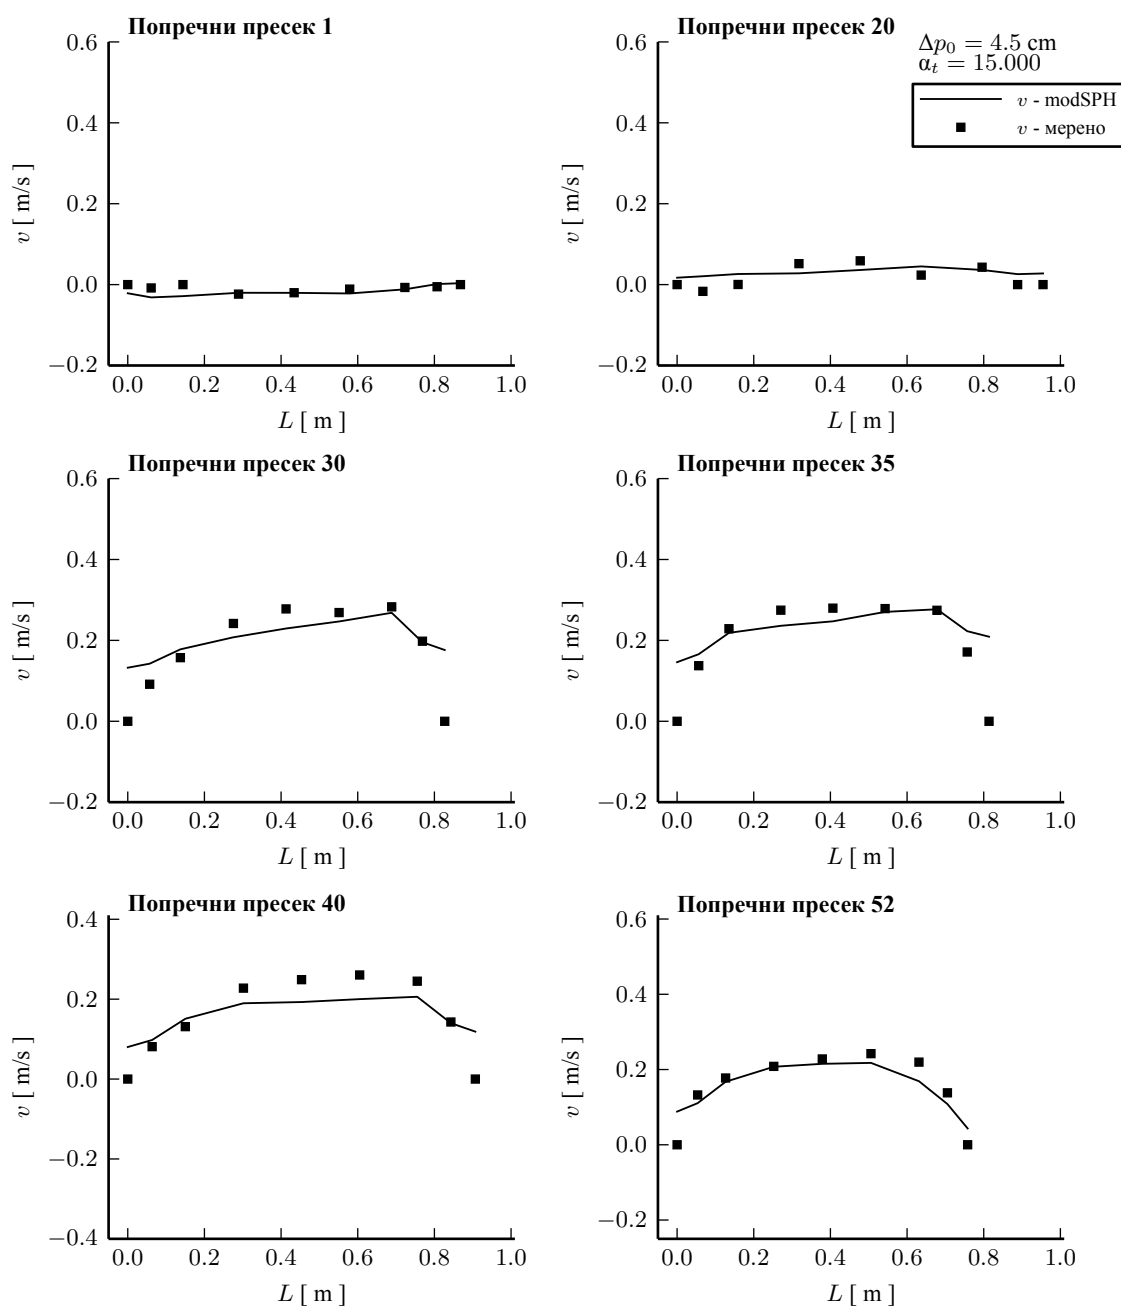 Попречни пресек 1
0.6
0.4
0.2
0.0
−0.2
0.0 0.2 0.4 0.6 0.8 1.0
v [ m/s ]
L [ m ]
Попречни пресек 20
Δp₀ = 4.5 cm
αₜ = 15.000
v - modSPH
v - мерено
0.6
0.4
0.2
0.0
−0.2
0.0 0.2 0.4 0.6 0.8 1.0
v [ m/s ]
L [ m ]
Попречни пресек 30
0.6
0.4
0.2
0.0
−0.2
0.0 0.2 0.4 0.6 0.8 1.0
v [ m/s ]
L [ m ]
Попречни пресек 35
0.6
0.4
0.2
0.0
−0.2
0.0 0.2 0.4 0.6 0.8 1.0
v [ m/s ]
L [ m ]
Попречни пресек 40
0.4
0.2
0.0
−0.2
−0.4
0.0 0.2 0.4 0.6 0.8 1.0
v [ m/s ]
L [ m ]
Попречни пресек 52
0.6
0.4
0.2
0.0
−0.2
0.0 0.2 0.4 0.6 0.8 1.0
v [ m/s ]
L [ m ]